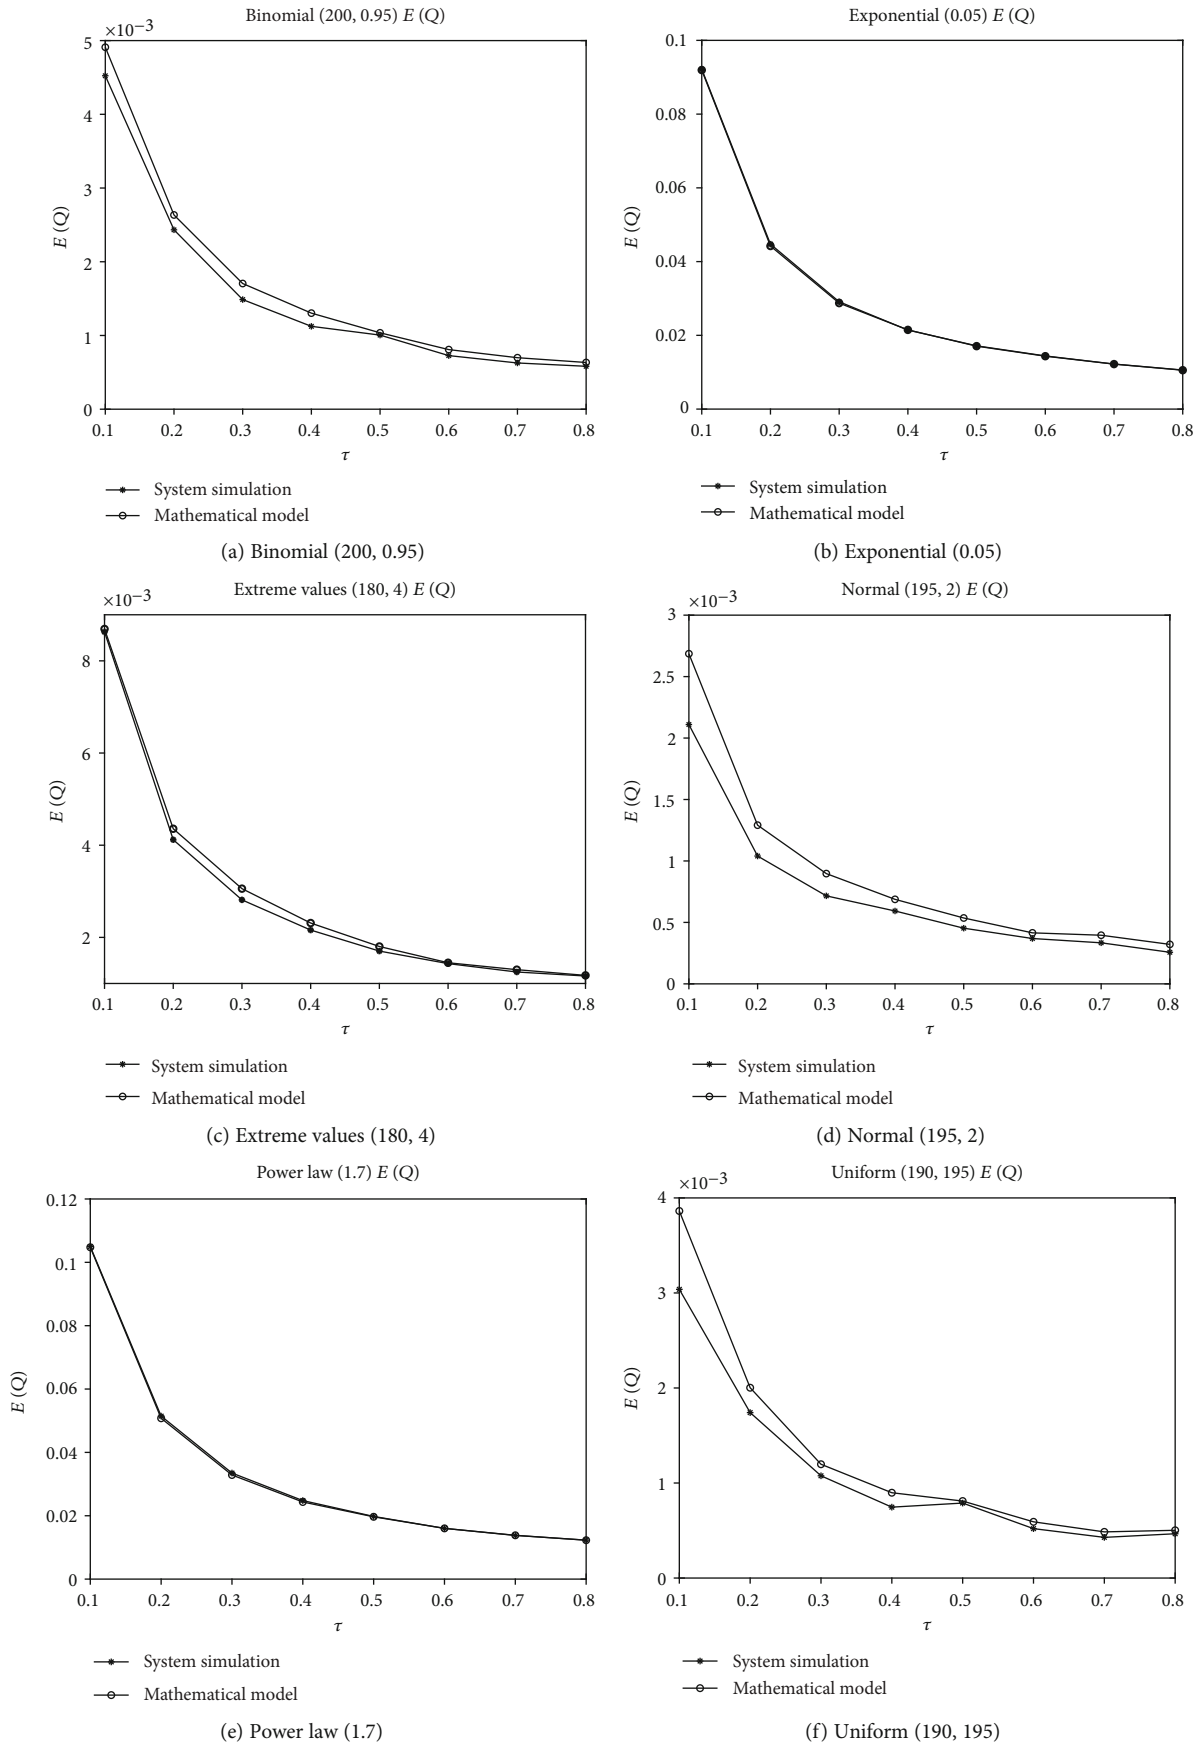 Binomial (200, 0.95) E (Q)
×10−3
5
4
3
2
1
0
E (Q)
0.1 0.2 0.3 0.4 0.5 0.6 0.7 0.8
τ
System simulation
Mathematical model
(a) Binomial (200, 0.95)
Exponential (0.05) E (Q)
0.1
0.08
0.06
0.04
0.02
0
E (Q)
0.1 0.2 0.3 0.4 0.5 0.6 0.7 0.8
τ
System simulation
Mathematical model
(b) Exponential (0.05)
Extreme values (180, 4) E (Q)
×10−3
8
6
4
2
E (Q)
0.1 0.2 0.3 0.4 0.5 0.6 0.7 0.8
τ
System simulation
Mathematical model
(c) Extreme values (180, 4)
Normal (195, 2) E (Q)
×10−3
3
2.5
2
1.5
1
0.5
0
E (Q)
0.1 0.2 0.3 0.4 0.5 0.6 0.7 0.8
τ
System simulation
Mathematical model
(d) Normal (195, 2)
Power law (1.7) E (Q)
0.12
0.1
0.08
0.06
0.04
0.02
0
E (Q)
0.1 0.2 0.3 0.4 0.5 0.6 0.7 0.8
τ
System simulation
Mathematical model
(e) Power law (1.7)
Uniform (190, 195) E (Q)
×10−3
4
3
2
1
0
E (Q)
0.1 0.2 0.3 0.4 0.5 0.6 0.7 0.8
τ
System simulation
Mathematical model
(f) Uniform (190, 195)